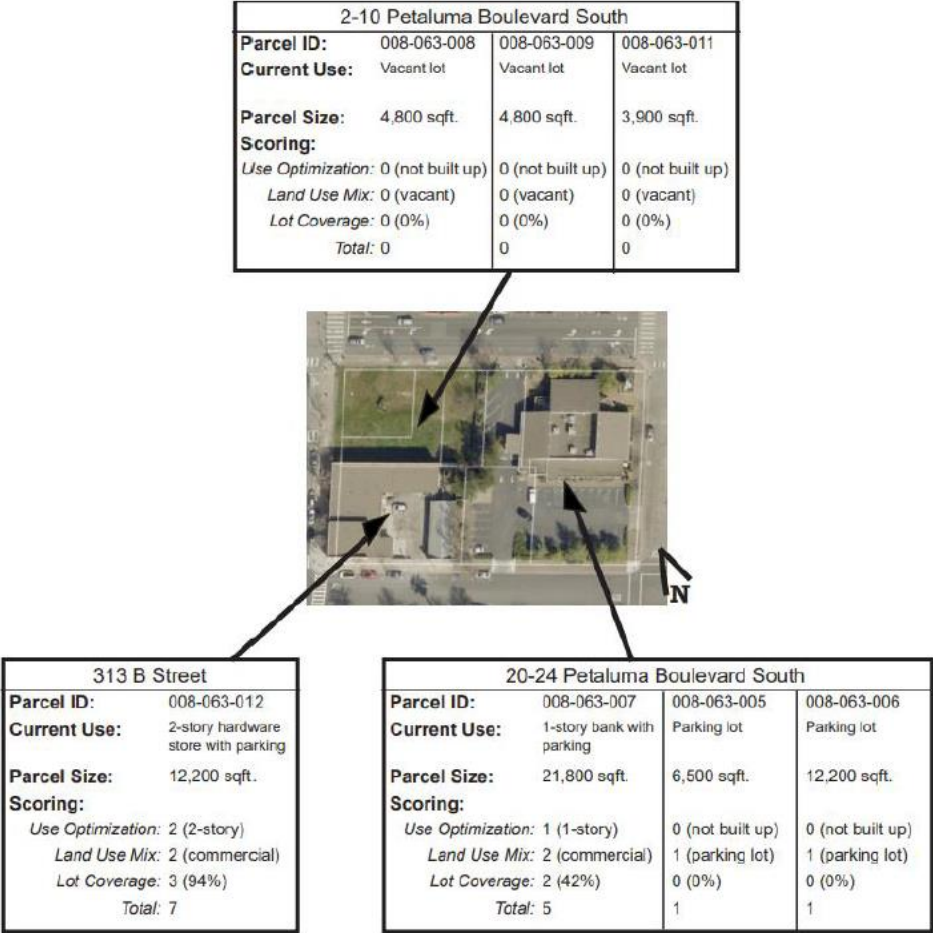 2-10 Petaluma Boulevard South
Parcel ID: 008-063-008 008-063-009 008-063-011
Current Use: Vacant lot Vacant lot Vacant lot
Parcel Size: 4,800 sqft. 4,800 sqft. 3,900 sqft.
Scoring:
Use Optimization: 0 (not built up) 0 (not built up) 0 (not built up)
Land Use Mix: 0 (vacant) 0 (vacant) 0 (vacant)
Lot Coverage: 0 (0%) 0 (0%) 0 (0%)
Total: 0 0 0
N
313 B Street
Parcel ID: 008-063-012
Current Use: 2-story hardware
store with parking
Parcel Size: 12,200 sqft.
Scoring:
Use Optimization: 2 (2-story)
Land Use Mix: 2 (commercial)
Lot Coverage: 3 (94%)
Total: 7
20-24 Petaluma Boulevard South
Parcel ID: 008-063-007 008-063-005 008-063-006
Current Use: 1-story bank with Parking lot Parking lot
parking
Parcel Size: 21,800 sqft. 6,500 sqft. 12,200 sqft.
Scoring:
Use Optimization: 1 (1-story) 0 (not built up) 0 (not built up)
Land Use Mix: 2 (commercial) 1 (parking lot) 1 (parking lot)
Lot Coverage: 2 (42%) 0 (0%) 0 (0%)
Total: 5 1 1